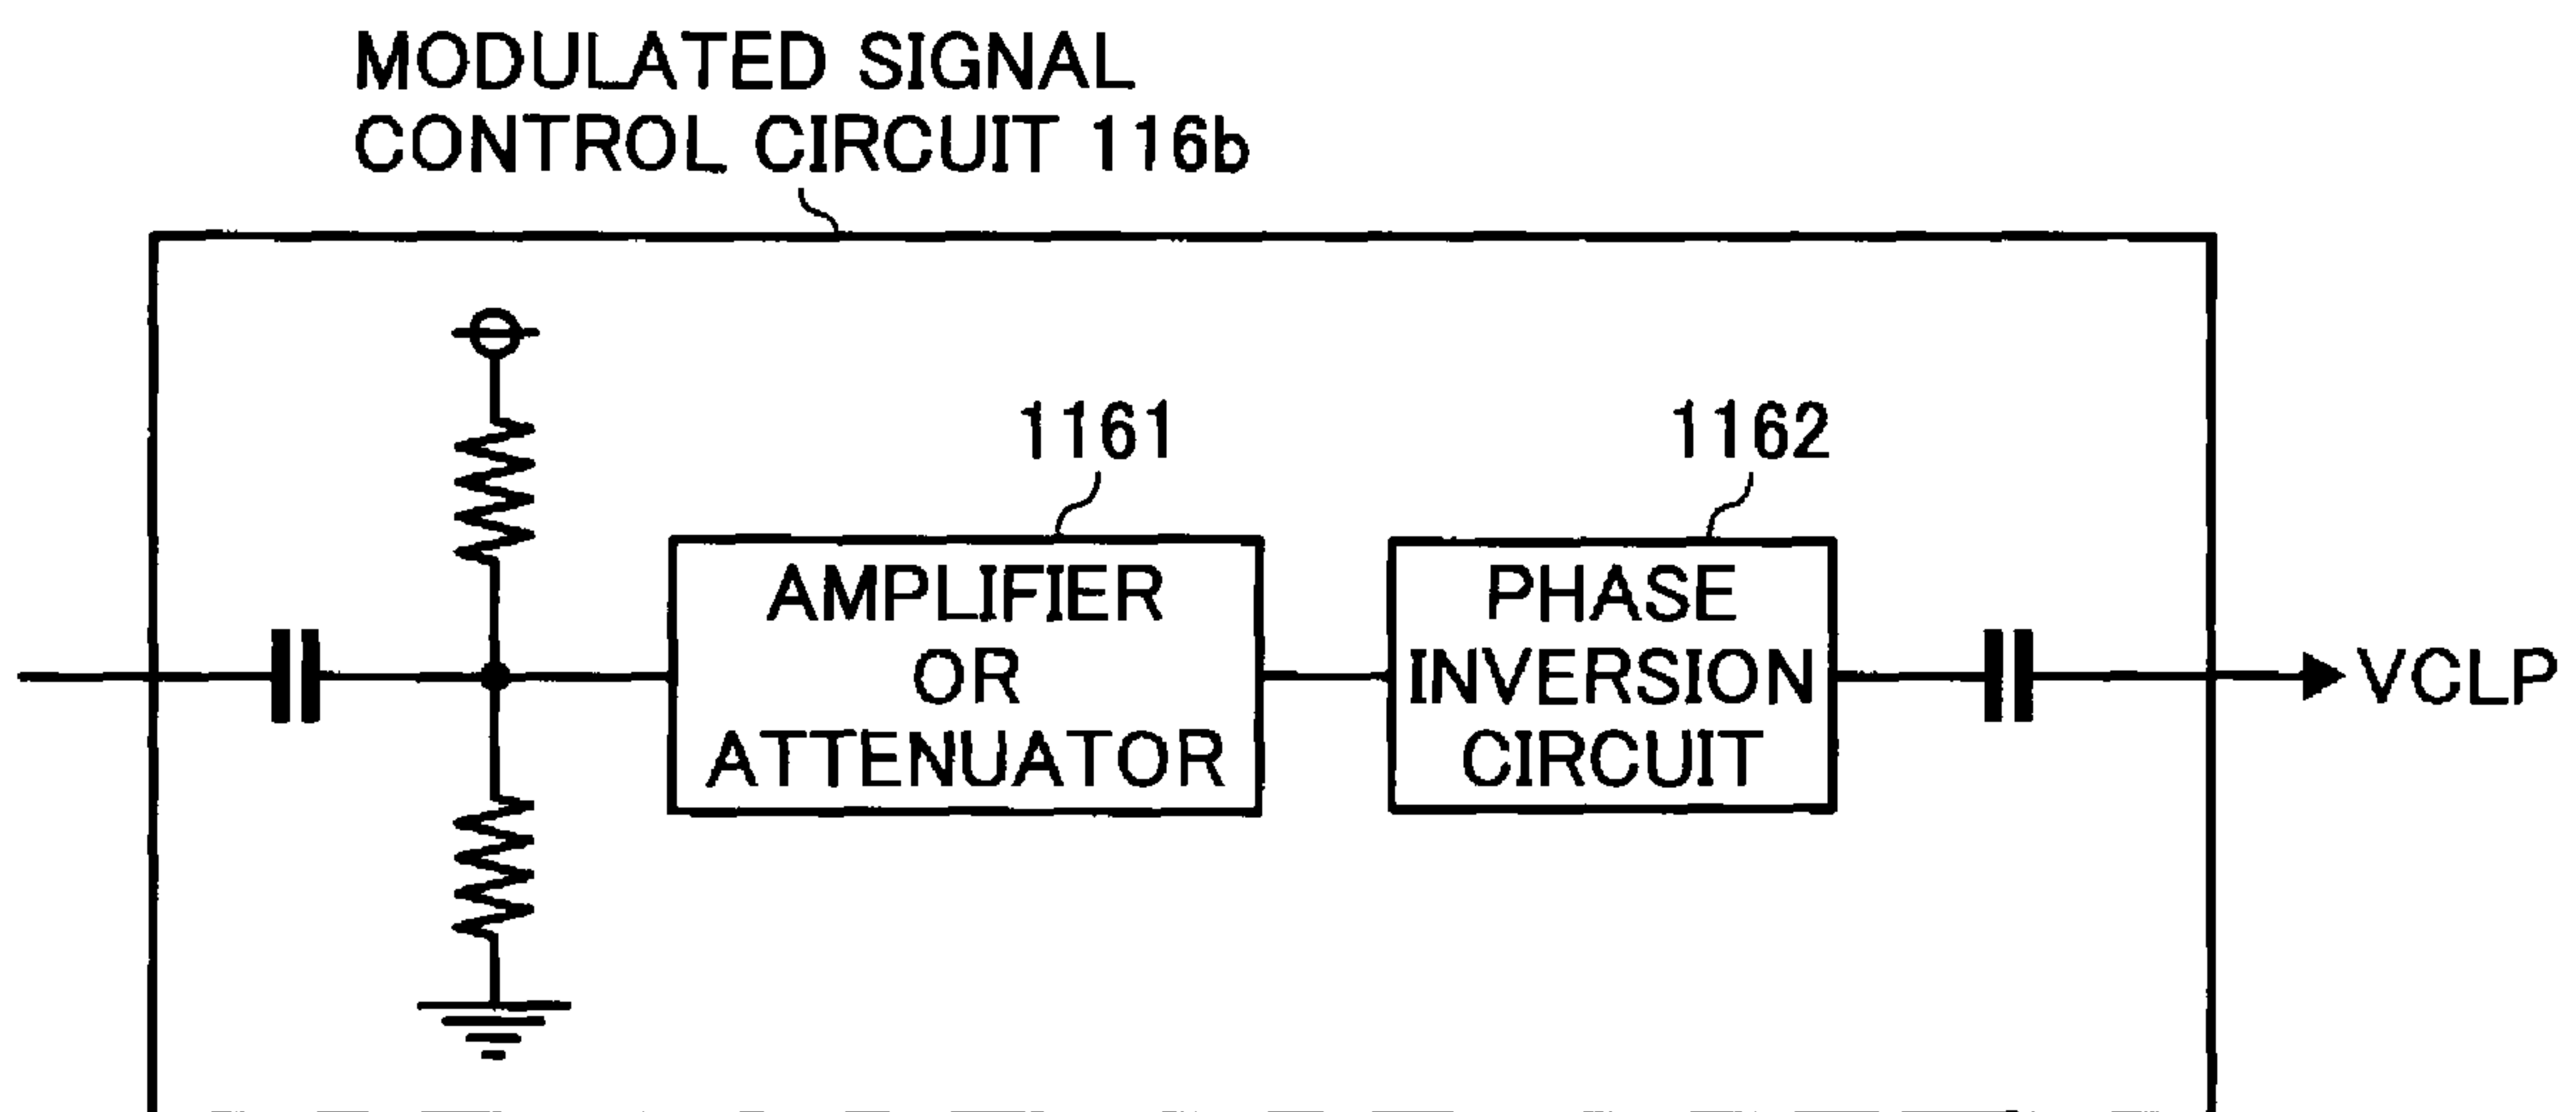 MODULATED SIGNAL
CONTROL CIRCUIT 116b
1161
1162
AMPLIFIER
OR
ATTENUATOR
PHASE
INVERSION
CIRCUIT
VCLP